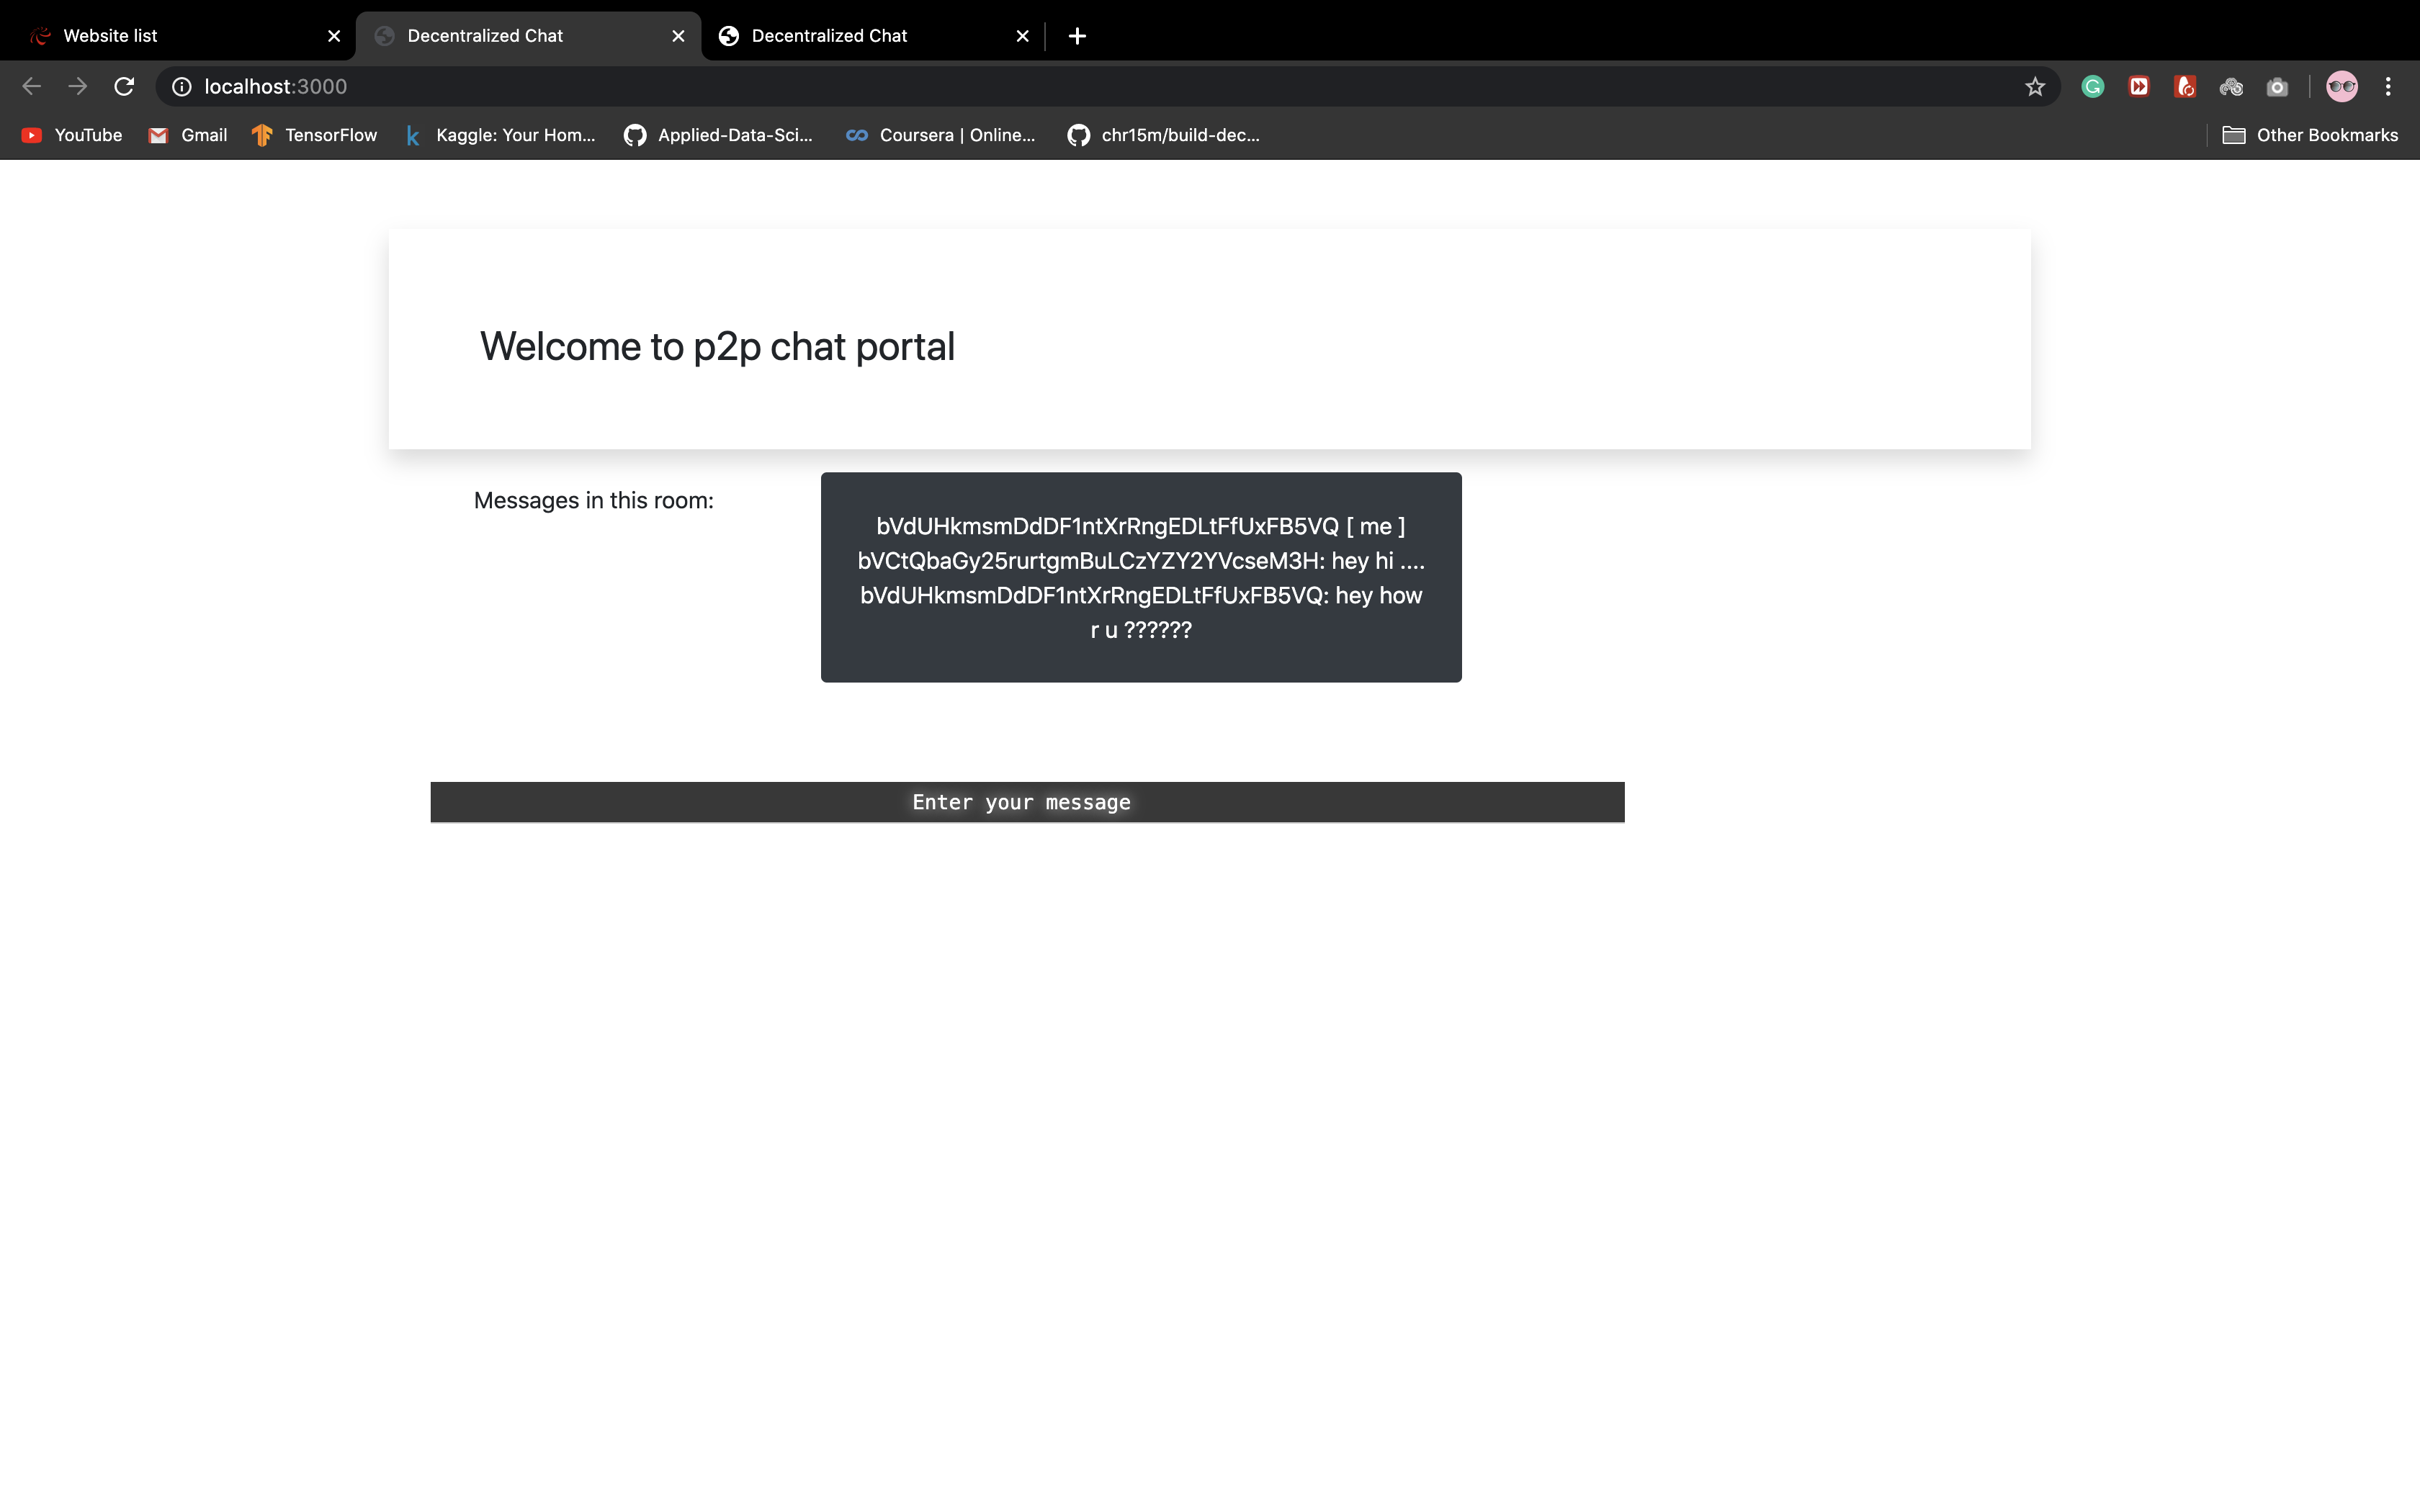 Website list
Decentralized Chat
Decentralized Chat
localhost:3000
YouTube
Gmail
TensorFlow
Kaggle: Your Hom...
Applied-Data-Sci...
Coursera | Online...
chr15m/build-dec...
Other Bookmarks
Welcome to p2p chat portal
Messages in this room:
bVdUHkmsmDdDF1ntXrRngEDLtFfUxFB5VQ [ me ]
bVCtQbaGy25rurtgmBuLCzYZY2YVcseM3H: hey hi ....
bVdUHkmsmDdDF1ntXrRngEDLtFfUxFB5VQ: hey how
r u ??????
Enter your message